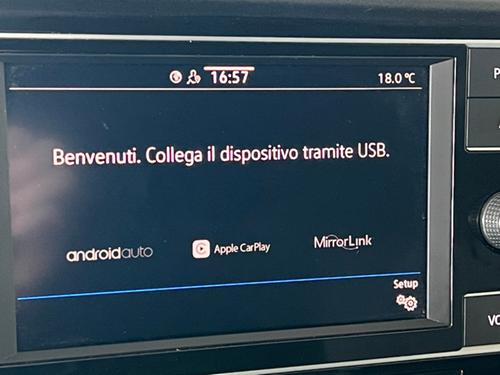 16:57
18.0 °C
Benvenuti. Collega il dispositivo tramite USB.
androidauto
Apple CarPlay
MirrorLink
Setup